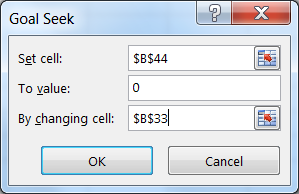 Goal Seek
?
Set cell: $B$44
To value: 0
By changing cell: $B$33
OK Cancel